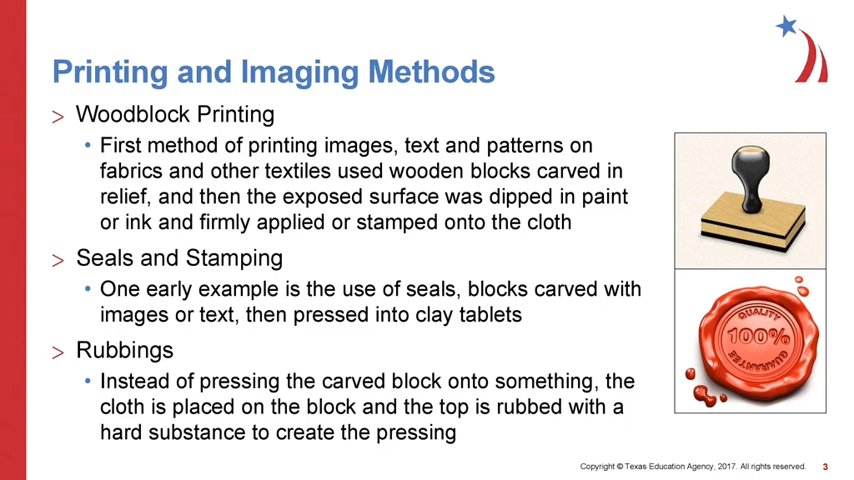 Printing and Imaging Methods
> Woodblock Printing
• First method of printing images, text and patterns on
fabrics and other textiles used wooden blocks carved in
relief, and then the exposed surface was dipped in paint
or ink and firmly applied or stamped onto the cloth
> Seals and Stamping
• One early example is the use of seals, blocks carved with
images or text, then pressed into clay tablets
> Rubbings
• Instead of pressing the carved block onto something, the
cloth is placed on the block and the top is rubbed with a
hard substance to create the pressing
QUALITY
100%
GUARANTEE
Copyright © Texas Education Agency, 2017. All rights reserved.
3